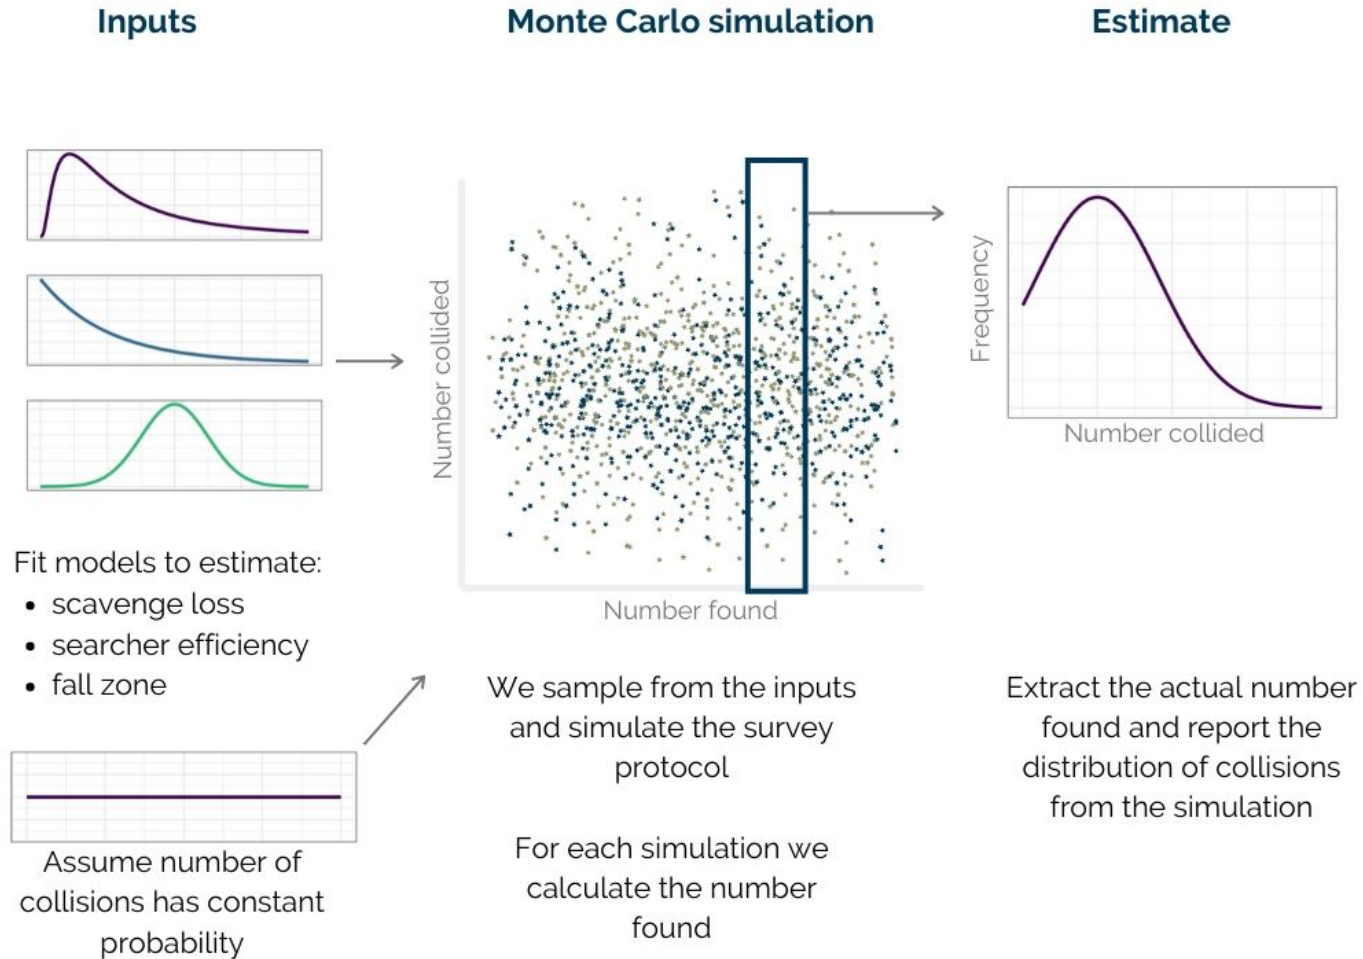 Inputs
Monte Carlo simulation
Estimate
Number collided
Number found
Frequency
Number collided
Fit models to estimate:
• scavenge loss
• searcher efficiency
• fall zone
Assume number of
collisions has constant
probability
We sample from the inputs
and simulate the survey
protocol
For each simulation we
calculate the number
found
Extract the actual number
found and report the
distribution of collisions
from the simulation